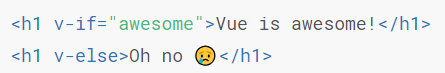 <h1 v-if="awesome">Vue is awesome!</h1>
<h1 v-else>Oh no 😢</h1>